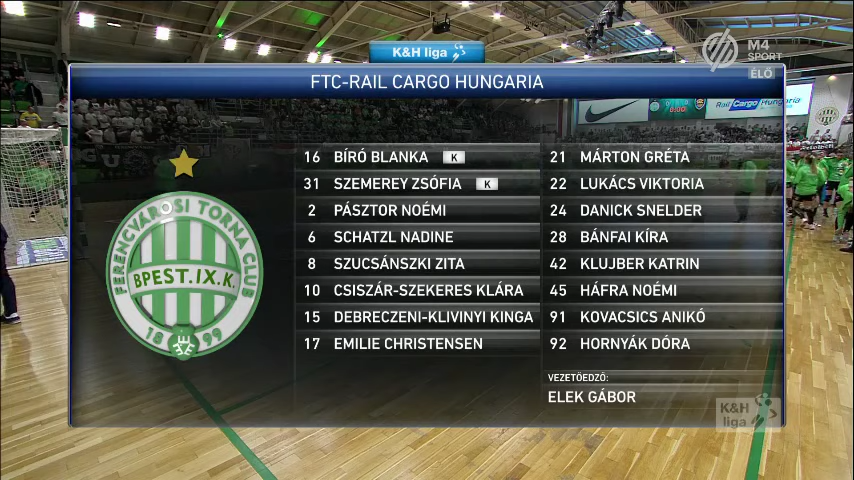 K&H liga
M4
SPORT
ÉLŐ
FTC-RAIL CARGO HUNGARIA
16 BÍRÓ BLANKA K
31 SZEMEREY ZSÓFIA K
2 PÁSZTOR NOÉMI
6 SCHATZL NADINE
8 SZUCSÁNSZKI ZITA
10 CSISZÁR-SZEKERES KLÁRA
15 DEBRECZENI-KLIVINYI KINGA
17 EMILIE CHRISTENSEN
21 MÁRTON GRÉTA
22 LUKÁCS VIKTORIA
24 DANICK SNELDER
28 BÁNFAI KÍRA
42 KLUJBER KATRIN
45 HÁFRA NOÉMI
91 KOVACSICS ANIKÓ
92 HORNYÁK DÓRA
VEZETŐEDZŐ:
ELEK GÁBOR
FERENCVÁROSI TORNA CLUB
BPEST.IX.K.
18 99
Rail Cargo Hungaria
K&H
liga